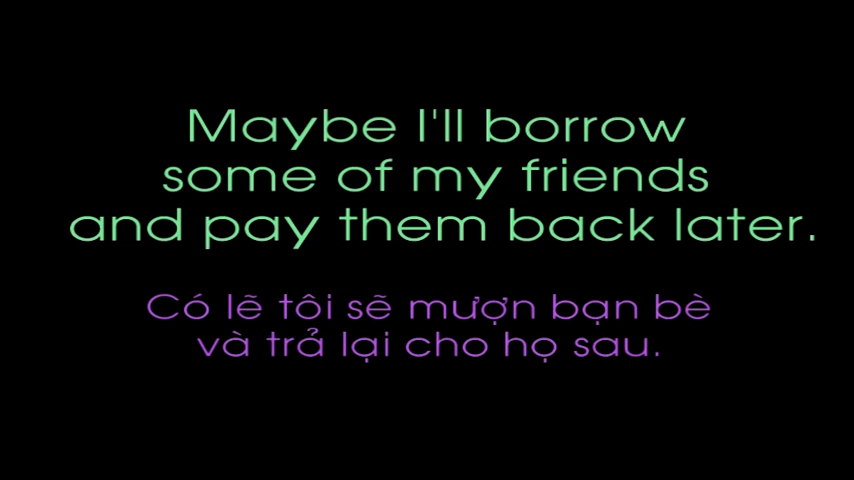 Maybe I'll borrow
some of my friends
and pay them back later.
Có lẽ tôi sẽ mượn bạn bè
và trả lại cho họ sau.